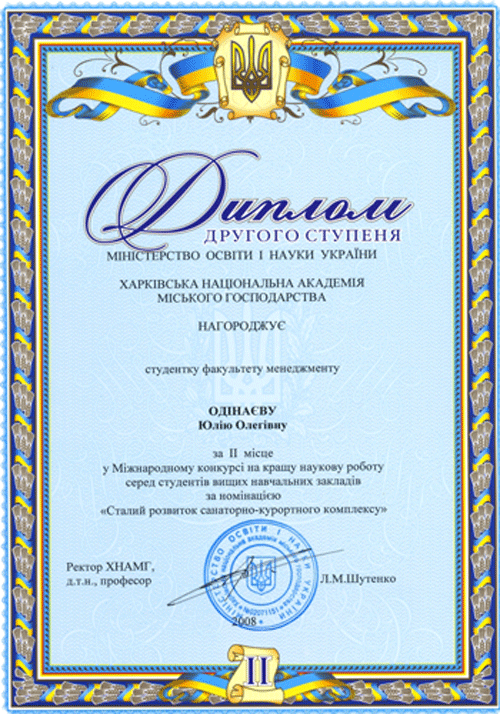 Диплом
ДРУГОГО СТУПЕНЯ
МІНІСТЕРСТВО ОСВІТИ І НАУКИ УКРАЇНИ
ХАРКІВСЬКА НАЦІОНАЛЬНА АКАДЕМІЯ
МІСЬКОГО ГОСПОДАРСТВА
НАГОРОДЖУЄ
студентку факультету менеджменту
ОДІНАЄВУ
Юлію Олегівну
за II місце
у Міжнародному конкурсі на кращу наукову роботу
серед студентів вищих навчальних закладів
за номінацією
«Сталий розвиток санаторно-курортного комплексу»
Ректор ХНАМГ,
д.т.н., професор
Л.М.Шутенко
МІНІСТЕРСТВО ОСВІТИ І НАУКИ УКРАЇНИ
№02071151
2008
II